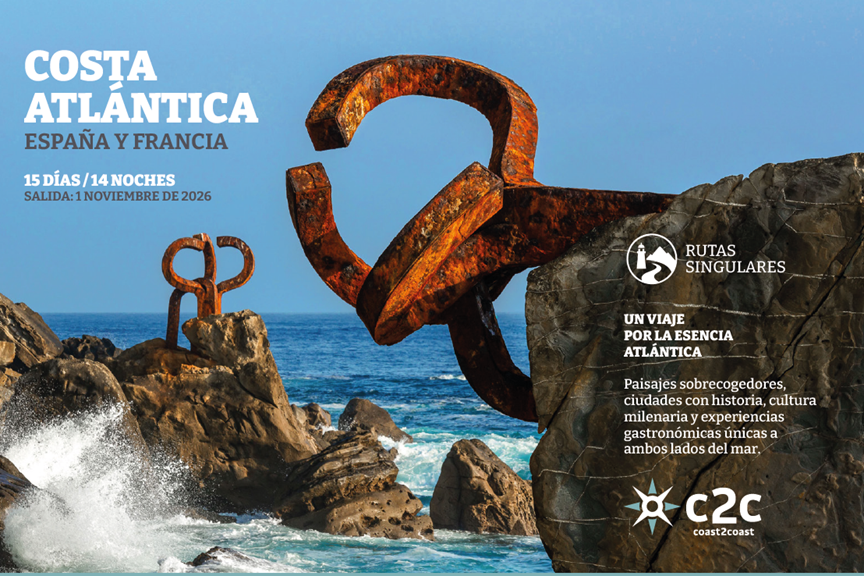 COSTA
ATLÁNTICA
ESPAÑA Y FRANCIA
15 DÍAS / 14 NOCHES
SALIDA: 1 NOVIEMBRE DE 2026
RUTAS
SINGULARES
UN VIAJE
POR LA ESENCIA
ATLÁNTICA
Paisajes sobrecogedores,
ciudades con historia, cultura
milenaria y experiencias
gastronómicas únicas a
ambos lados del mar.
c2c
coast2coast